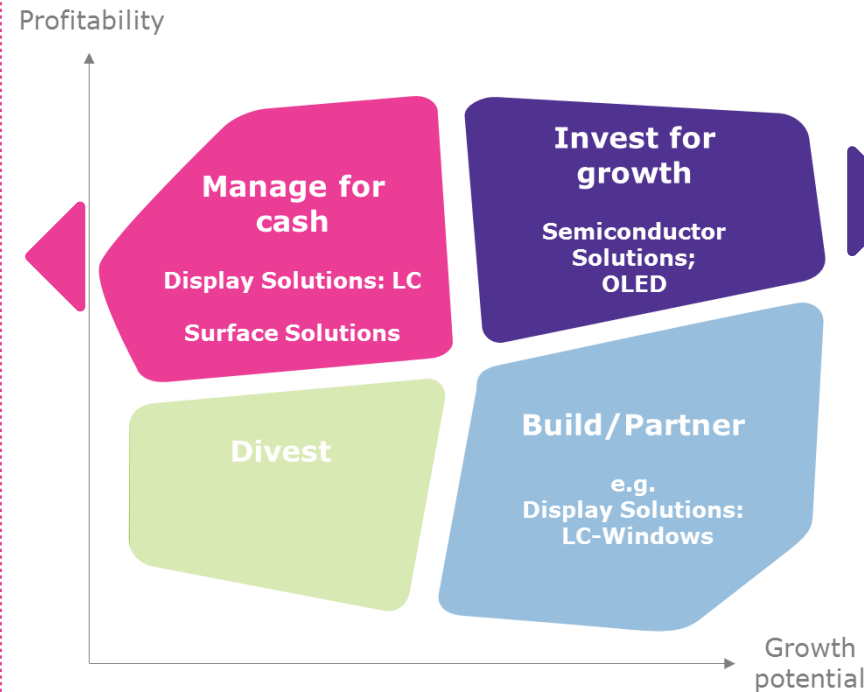 Profitability
Manage for
cash
Display Solutions: LC
Surface Solutions
Invest for
growth
Semiconductor
Solutions;
OLED
Divest
Build/Partner
e.g.
Display Solutions:
LC-Windows
Growth
potential